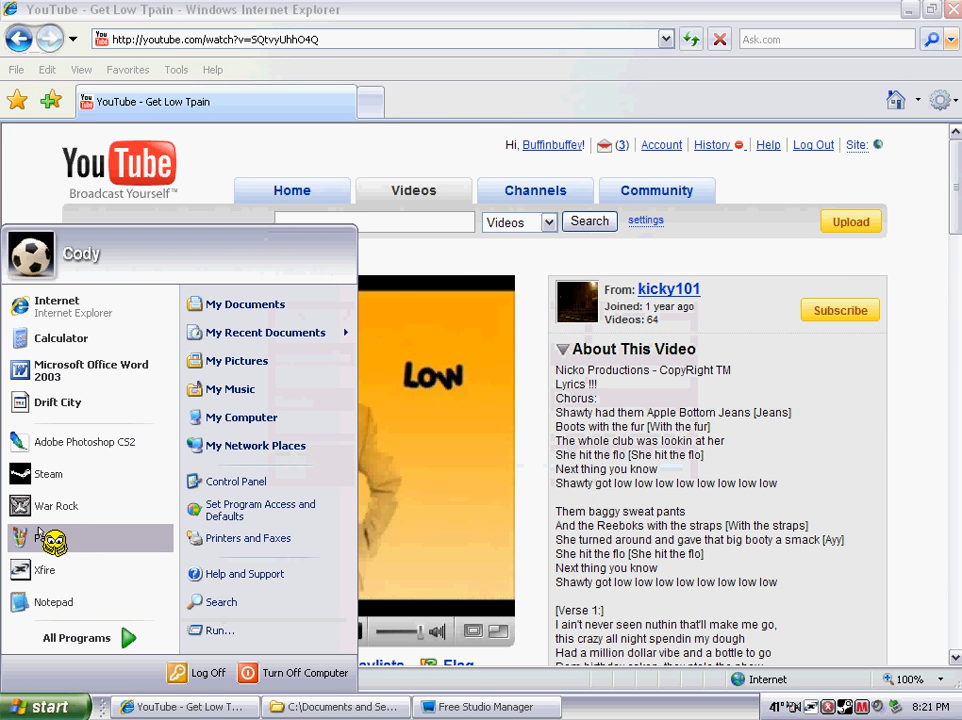 YouTube - Get Low Tpain - Windows Internet Explorer
http://youtube.com/watch?v=SQtvyUhhO4Q
Ask.com
File Edit View Favorites Tools Help
YouTube - Get Low Tpain
YouTube
Broadcast Yourself™
Hi, Buffinbuffey! (3) Account History Help Log Out Site:
Home Videos Channels Community
Videos Search settings Upload
Cody
Internet
Internet Explorer
Calculator
Microsoft Office Word
2003
Drift City
Adobe Photoshop CS2
Steam
War Rock
Xfire
Notepad
All Programs
My Documents
My Recent Documents
My Pictures
My Music
My Computer
My Network Places
Control Panel
Set Program Access and
Defaults
Printers and Faxes
Help and Support
Search
Run...
Log Off Turn Off Computer
Low
From: kicky101
Joined: 1 year ago
Videos: 64
Subscribe
About This Video
Nicko Productions - CopyRight TM
Lyrics !!!
Chorus:
Shawty had them Apple Bottom Jeans [Jeans]
Boots with the fur [With the fur]
The whole club was lookin at her
She hit the flo [She hit the flo]
Next thing you know
Shawty got low low low low low low low low
Them baggy sweat pants
And the Reeboks with the straps [With the straps]
She turned around and gave that big booty a smack [Ayy]
She hit the flo [She hit the flo]
Next thing you know
Shawty got low low low low low low low low
[Verse 1:]
I ain't never seen nuthin that'll make me go,
this crazy all night spendin my dough
Had a million dollar vibe and a bottle to go
Flag
Internet 100%
start YouTube - Get Low T... C:\Documents and Se... Free Studio Manager 41° 8:21 PM